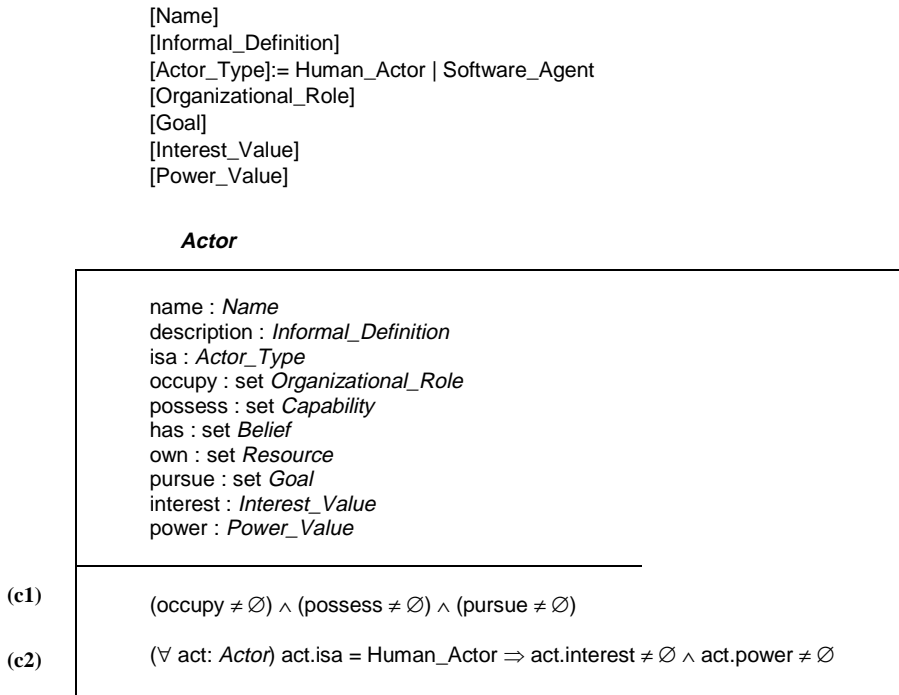 [Name]
[Informal_Definition]
[Actor_Type]:= Human_Actor | Software_Agent
[Organizational_Role]
[Goal]
[Interest_Value]
[Power_Value]
Actor
name : Name
description : Informal_Definition
isa : Actor_Type
occupy : set Organizational_Role
possess : set Capability
has : set Belief
own : set Resource
pursue : set Goal
interest : Interest_Value
power : Power_Value
(c1) (occupy ≠ ∅) ∧ (possess ≠ ∅) ∧ (pursue ≠ ∅)
(c2) (∀ act: Actor) act.isa = Human_Actor ⇒ act.interest ≠ ∅ ∧ act.power ≠ ∅